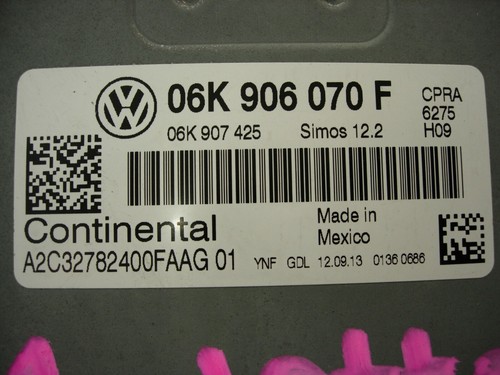 06K 906 070 F
CPRA
6275
H09
06K 907 425 Simos 12.2
Continental
Made in
Mexico
A2C32782400FAAG 01
YNF GDL 12.09.13 0136 0686